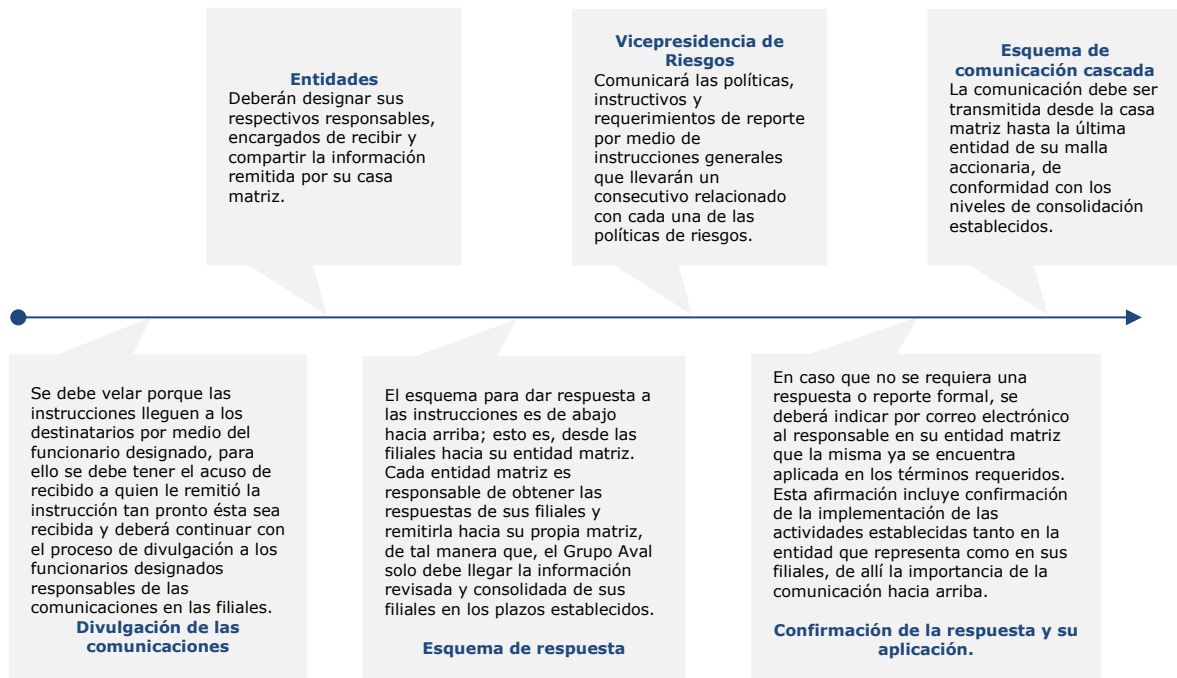 Entidades
Deberán designar sus
respectivos responsables,
encargados de recibir y
compartir la información
remitida por su casa
matriz.
Vicepresidencia de
Riesgos
Comunicará las políticas,
instructivos y
requerimientos de reporte
por medio de
instrucciones generales
que llevarán un
consecutivo relacionado
con cada una de las
políticas de riesgos.
Esquema de
comunicación cascada
La comunicación debe ser
transmitida desde la casa
matriz hasta la última
entidad de su malla
accionaria, de
conformidad con los
niveles de consolidación
establecidos.
Se debe velar porque las
instrucciones lleguen a los
destinatarios por medio del
funcionario designado, para
ello se debe tener el acuso de
recibido a quien le remitió la
instrucción tan pronto ésta sea
recibida y deberá continuar con
el proceso de divulgación a los
funcionarios designados
responsables de las
comunicaciones en las filiales.
Divulgación de las
comunicaciones
El esquema para dar respuesta a
las instrucciones es de abajo
hacia arriba; esto es, desde las
filiales hacia su entidad matriz.
Cada entidad matriz es
responsable de obtener las
respuestas de sus filiales y
remitirla hacia su propia matriz,
de tal manera que, el Grupo Aval
solo debe llegar la información
revisada y consolidada de sus
filiales en los plazos establecidos.
Esquema de respuesta
En caso que no se requiera una
respuesta o reporte formal, se
deberá indicar por correo electrónico
al responsable en su entidad matriz
que la misma ya se encuentra
aplicada en los términos requeridos.
Esta afirmación incluye confirmación
de la implementación de las
actividades establecidas tanto en la
entidad que representa como en sus
filiales, de allí la importancia de la
comunicación hacia arriba.
Confirmación de la respuesta y su
aplicación.